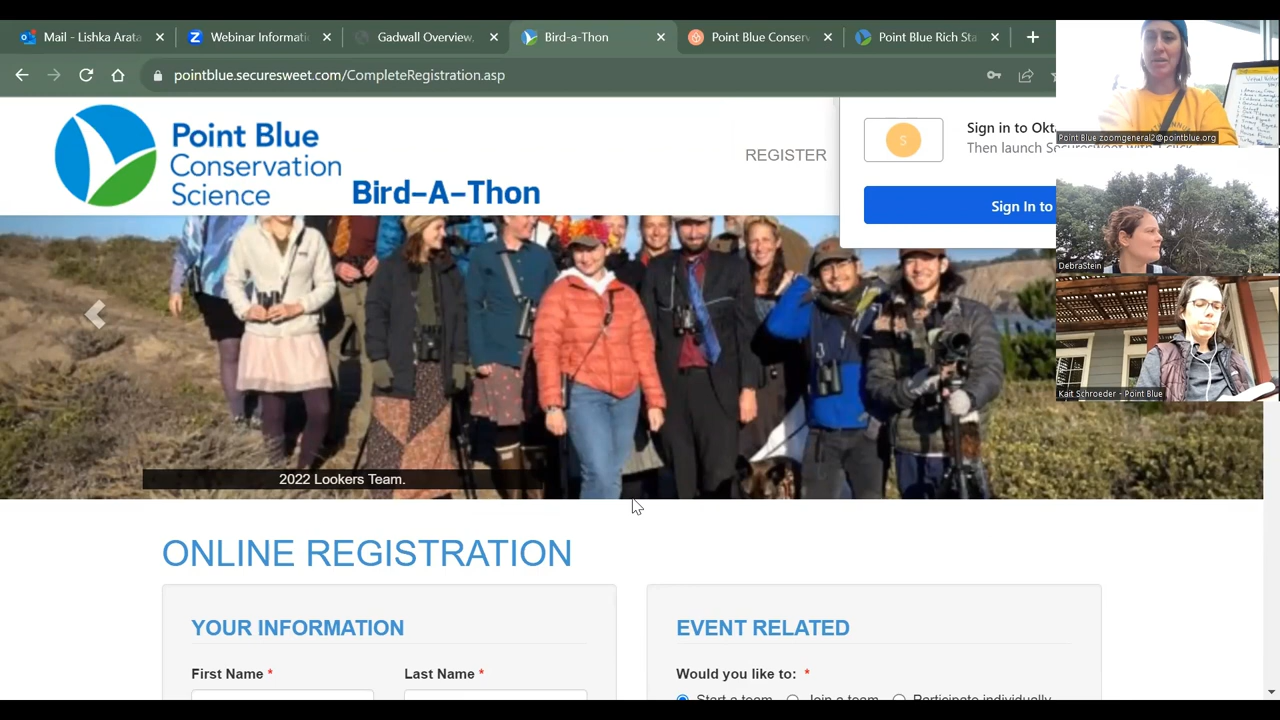 Mail - Lishka Arata
Webinar Informati
Gadwall Overview,
Bird-a-Thon
Point Blue Conserv
Point Blue Rich Sta
pointblue.securesweet.com/CompleteRegistration.asp
Point Blue
Conservation
Science
Bird-A-Thon
REGISTER
S
Sign in to Okt
Then launch Securesweet with 1 click
Sign In to
Point Blue zoomgeneral2@pointblue.org
DebraStein
Kait Schroeder - Point Blue
2022 Lookers Team.
ONLINE REGISTRATION
YOUR INFORMATION
First Name *
Last Name *
EVENT RELATED
Would you like to: *
Start a team
Join a team
Participate individually